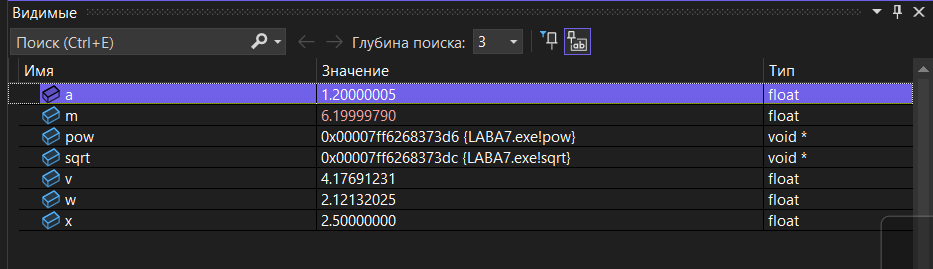 Видимые
Поиск (Ctrl+E) Глубина поиска: 3
Имя Значение Тип
a 1.20000005 float
m 6.19999790 float
pow 0x00007ff6268373d6 {LABA7.exe!pow} void *
sqrt 0x00007ff6268373dc {LABA7.exe!sqrt} void *
v 4.17691231 float
w 2.12132025 float
x 2.50000000 float